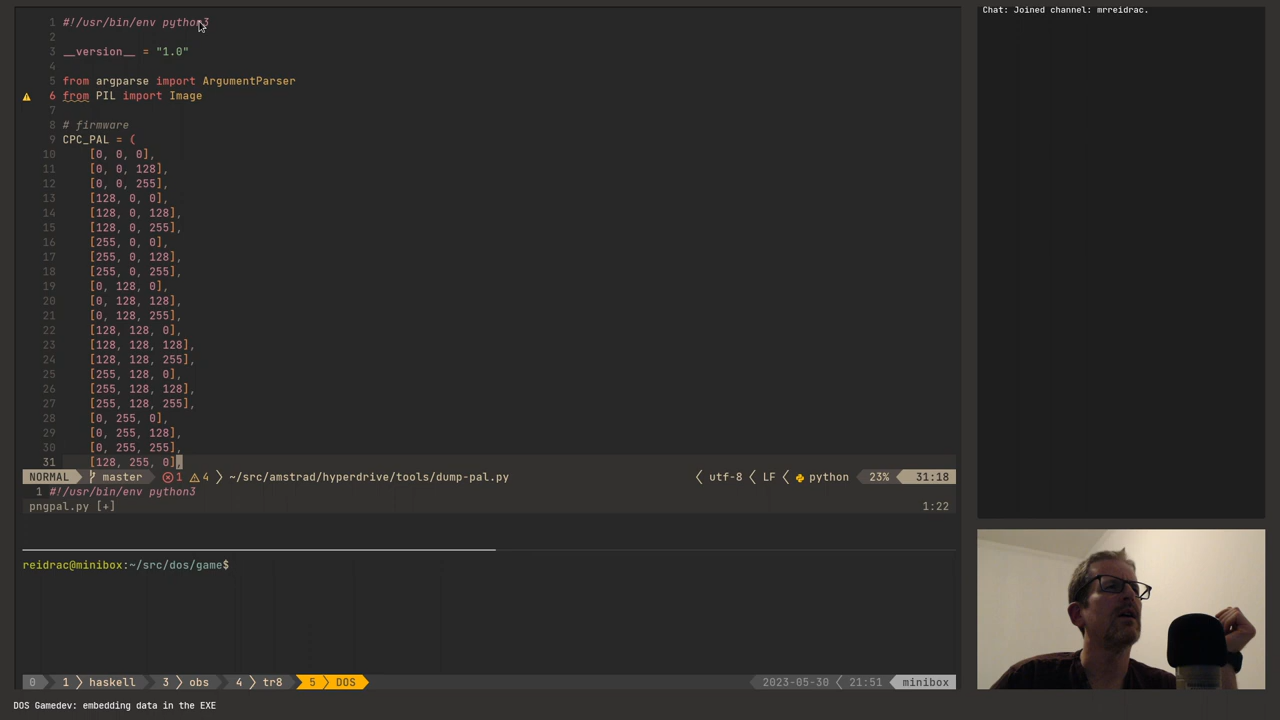 1 #!/usr/bin/env python3
2
3 __version__ = "1.0"
4
5 from argparse import ArgumentParser
6 from PIL import Image
7
8 # firmware
9 CPC_PAL = (
10 [0, 0, 0],
11 [0, 0, 128],
12 [0, 0, 255],
13 [128, 0, 0],
14 [128, 0, 128],
15 [128, 0, 255],
16 [255, 0, 0],
17 [255, 0, 128],
18 [255, 0, 255],
19 [0, 128, 0],
20 [0, 128, 128],
21 [0, 128, 255],
22 [128, 128, 0],
23 [128, 128, 128],
24 [128, 128, 255],
25 [255, 128, 0],
26 [255, 128, 128],
27 [255, 128, 255],
28 [0, 255, 0],
29 [0, 255, 128],
30 [0, 255, 255],
31 [128, 255, 0],
NORMAL master 1 4 ~/src/amstrad/hyperdrive/tools/dump-pal.py utf-8 LF python 23% 31:18
1 #!/usr/bin/env python3
pngpal.py [+] 1:22
reidrac@minibox:~/src/dos/game$
0 1 haskell 3 obs 4 tr8 5 DOS 2023-05-30 21:51 minibox
DOS Gamedev: embedding data in the EXE
Chat: Joined channel: mrreidrac.